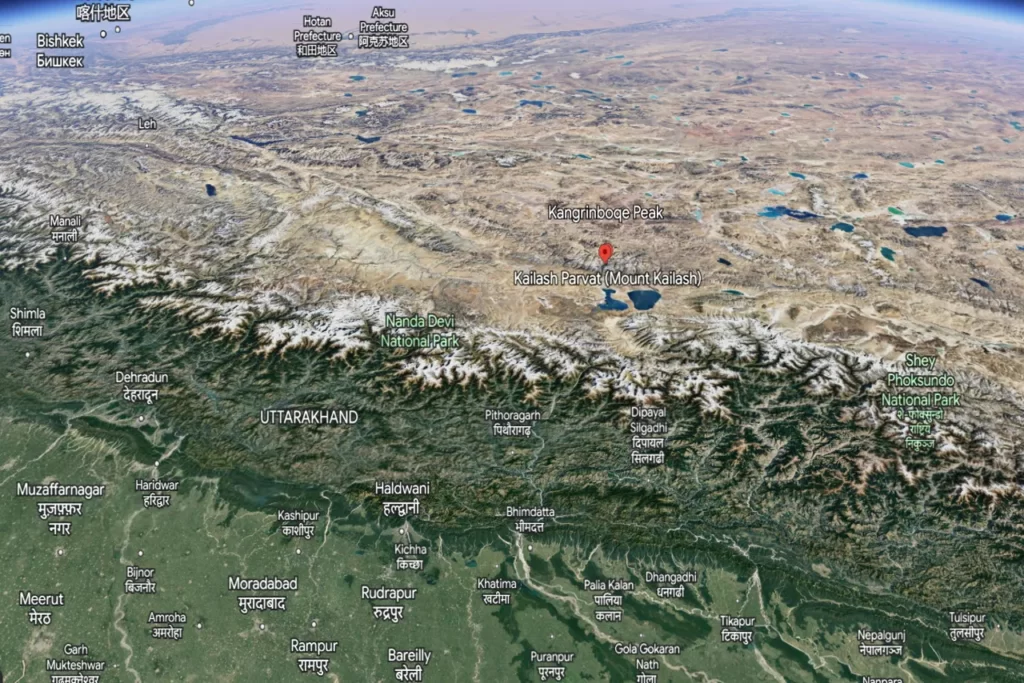 喀什地区
Bishkek
Бишкек
Hotan
Prefecture
和田地区
Aksu
Prefecture
阿克苏地区
Leh
Manali
मनाली
Kangrinboqe Peak
Kailash Parvat (Mount Kailash)
Shimla
शिमला
Nanda Devi
National Park
Shey
Phoksundo
National Park
शे-फोक्सुन्डो
राष्ट्रिय
निकुञ्ज
Dehradun
देहरादून
UTTARAKHAND
Pithoragarh
पिथौरागढ़
Dipayal
Silgadhi
दिपायल
सिलगढी
Muzaffarnagar
मुज़फ़्फ़र
नगर
Haridwar
हरिद्वार
Haldwani
हल्द्वानी
Kashipur
काशीपुर
Bhimdatta
भीमदत्त
Kichha
किच्छा
Bijnor
बिजनौर
Moradabad
मुरादाबाद
Rudrapur
रुद्रपुर
Khatima
खटीमा
Palia Kalan
पालिया
कलान
Dhangadhi
धनगढी
Meerut
मेरठ
Amroha
अमरोहा
Tikapur
टिकापुर
Tulsipur
तुलसीपुर
Nepalgunj
नेपालगञ्ज
Garh
Mukteshwar
गढ़मुक्तेश्वर
Rampur
रामपुर
Bareilly
बरेली
Puranpur
पूरनपुर
Gola Gokaran
Nath
गोला
Nanpara